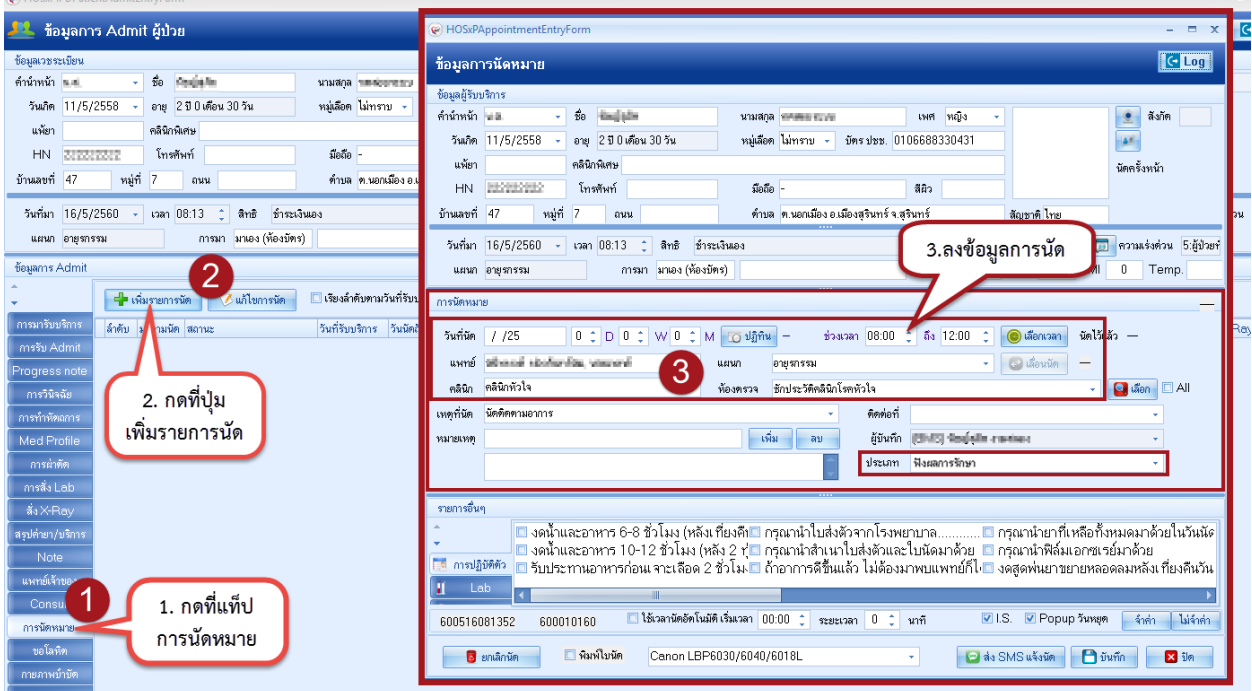 ข้อมูลการ Admit ผู้ป่วย
ข้อมูลเวชระเบียน
คำนำหน้า น.ส. ชื่อ นามสกุล
วันเกิด 11/5/2558 อายุ 2 ปี 0 เดือน 30 วัน หมู่เลือด ไม่ทราบ
แพ้ยา คลินิกพิเศษ
HN โทรศัพท์ มือถือ -
บ้านเลขที่ 47 หมู่ที่ 7 ถนน ตำบล ต.นอกเมือง
วันที่มา 16/5/2560 เวลา 08:13 สิทธิ ชำระเงินเอง
แผนก อายุรกรรม การมา มาเอง (ห้องบัตร)
ข้อมูลการ Admit
2
เพิ่มรายการนัด แก้ไขการนัด เรียงลำดับตามวันที่รับบ
ลำดับ สถานะ วันที่รับบริการ
การมารับบริการ
การรับ Admit
Progress note
การวินิจฉัย
การทำหัตถการ
Med Profile
การผ่าตัด
การสั่ง Lab
สั่ง X-Ray
สรุปค่ายา/บริการ
Note
แพทย์เจ้าของ
Consu
การนัดหมาย
ขอโลหิต
กายภาพบำบัด
2. กดที่ปุ่ม
เพิ่มรายการนัด
1
1. กดที่แท็ป
การนัดหมาย
HOSxPAppointmentEntryForm
ข้อมูลการนัดหมาย Log
ข้อมูลผู้รับบริการ
คำนำหน้า ชื่อ นามสกุล เพศ หญิง สังกัด
วันเกิด 11/5/2558 อายุ 2 ปี 0 เดือน 30 วัน หมู่เลือด ไม่ทราบ บัตร ปชช. 0106688330431
แพ้ยา คลินิกพิเศษ นัดครั้งหน้า
HN โทรศัพท์ มือถือ - สีผิว
บ้านเลขที่ 47 หมู่ที่ 7 ถนน ตำบล ต.นอกเมือง อ.เมืองสุรินทร์ จ.สุรินทร์ สัญชาติ ไทย
วันที่มา 16/5/2560 เวลา 08:13 สิทธิ ชำระเงินเอง ความเร่งด่วน 5.ผู้ป่วยท
แผนก อายุรกรรม การมา มาเอง (ห้องบัตร) MI 0 Temp.
3.ลงข้อมูลการนัด
การนัดหมาย
วันที่นัด / /25 0 D 0 W 0 M ปฏิทิน - ช่วงเวลา 08:00 ถึง 12:00 เลือกเวลา นัดไว้แล้ว —
แพทย์ แผนก อายุรกรรม เลื่อนนัด —
3
คลินิก คลินิกหัวใจ ห้องตรวจ ซักประวัติคลินิกโรคหัวใจ เลือก All
เหตุที่นัด นัดติดตามอาการ ติดต่อที่
หมายเหตุ เพิ่ม ลบ ผู้บันทึก
ประเภท ฟังผลการรักษา
รายการอื่นๆ
งดน้ำและอาหาร 6-8 ชั่วโมง (หลังเที่ยงคืน กรุณานำใบส่งตัวจากโรงพยาบาล............ กรุณานำยาที่เหลือทั้งหมดมาด้วยในวันนัด
งดน้ำและอาหาร 10-12 ชั่วโมง (หลัง 2 ทุ่ กรุณานำสำเนาใบส่งตัวและใบนัดมาด้วย กรุณานำฟิล์มเอกซเรย์มาด้วย
การปฏิบัติตัว รับประทานอาหารก่อนเจาะเลือด 2 ชั่วโม ถ้าอาการดีขึ้นแล้ว ไม่ต้องมาพบแพทย์ก็ไ งดสูดพ่นยาขยายหลอดลมหลังเที่ยงคืนวัน
Lab
600516081352 600010160 ใช้เวลานัดอัตโนมัติ เริ่มเวลา 00:00 ระยะเวลา 0 นาที I.S. Popup วันหยุด จำค่า ไม่จำค่า
ยกเลิกนัด พิมพ์ใบนัด Canon LBP6030/6040/6018L ส่ง SMS แจ้งนัด บันทึก ปิด